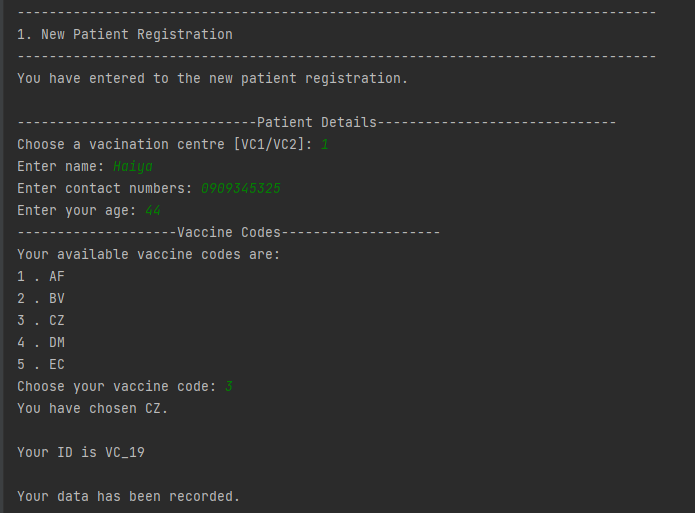 --------------------------------------------------------------------------------
1. New Patient Registration
--------------------------------------------------------------------------------
You have entered to the new patient registration.
------------------------------Patient Details------------------------------
Choose a vacination centre [VC1/VC2]: 1
Enter name: Haiya
Enter contact numbers: 0909345325
Enter your age: 44
--------------------Vaccine Codes--------------------
Your available vaccine codes are:
1 . AF
2 . BV
3 . CZ
4 . DM
5 . EC
Choose your vaccine code: 3
You have chosen CZ.
Your ID is VC_19
Your data has been recorded.